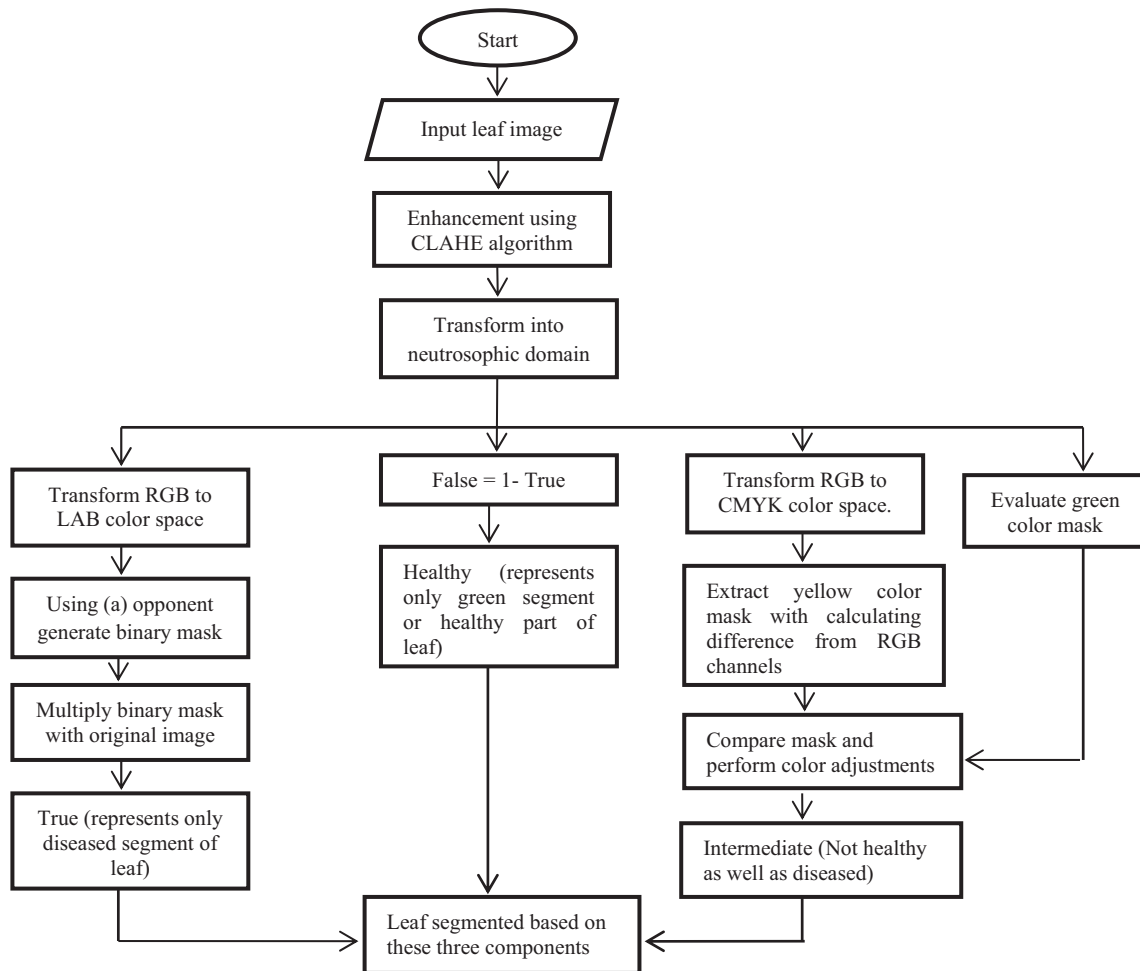 Start
Input leaf image
Enhancement using
CLAHE algorithm
Transform into
neutrosophic domain
Transform RGB to
LAB color space
Using (a) opponent
generate binary mask
Multiply binary mask
with original image
True (represents only
diseased segment of
leaf)
False = 1- True
Healthy (represents
only green segment
or healthy part of
leaf)
Transform RGB to
CMYK color space.
Extract yellow color
mask with calculating
difference from RGB
channels
Compare mask and
perform color adjustments
Intermediate (Not healthy
as well as diseased)
Evaluate green
color mask
Leaf segmented based on
these three components